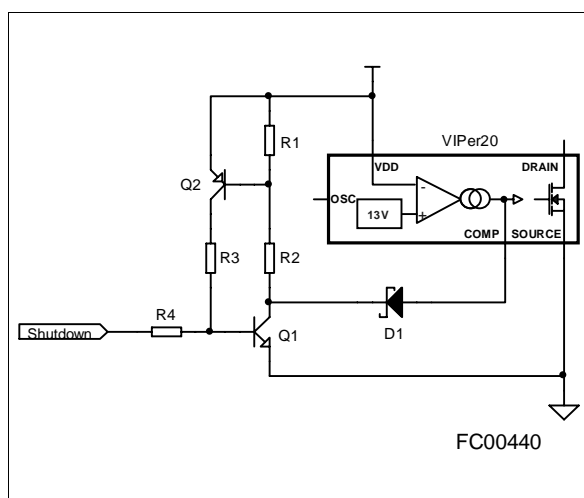 R1
VIPer20
VDD
DRAIN
Q2
OSC
-
13V
+
COMP
SOURCE
R3
R2
R4
Shutdown
Q1
D1
FC00440